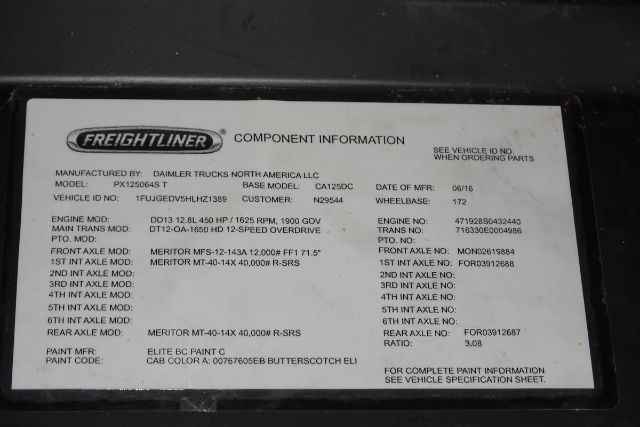 FREIGHTLINER® COMPONENT INFORMATION
SEE VEHICLE ID NO.
WHEN ORDERING PARTS
MANUFACTURED BY: DAIMLER TRUCKS NORTH AMERICA LLC
MODEL: PX125064S T BASE MODEL: CA125DC DATE OF MFR: 06/16
VEHICLE ID NO: 1FUJGEDV5HLHZ1389 CUSTOMER: N29544 WHEELBASE: 172
ENGINE MOD: DD13 12.8L 450 HP / 1625 RPM, 1900 GOV ENGINE NO: 471928S0432440
MAIN TRANS MOD: DT12-OA-1650 HD 12-SPEED OVERDRIVE TRANS NO: 716330E0004986
PTO. MOD: PTO. NO:
FRONT AXLE MOD: MERITOR MFS-12-143A 12,000# FF1 71.5" FRONT AXLE NO: MON02619884
1ST INT AXLE MOD: MERITOR MT-40-14X 40,000# R-SRS 1ST INT AXLE NO: FOR03912688
2ND INT AXLE MOD: 2ND INT AXLE NO:
3RD INT AXLE MOD: 3RD INT AXLE NO:
4TH INT AXLE MOD: 4TH INT AXLE NO:
5TH INT AXLE MOD: 5TH INT AXLE NO:
6TH INT AXLE MOD: 6TH INT AXLE NO:
REAR AXLE MOD: MERITOR MT-40-14X 40,000# R-SRS REAR AXLE NO: FOR03912687
RATIO: 3.08
PAINT MFR: ELITE BC PAINT C
PAINT CODE: CAB COLOR A: 00767605EB BUTTERSCOTCH ELI
FOR COMPLETE PAINT INFORMATION
SEE VEHICLE SPECIFICATION SHEET.